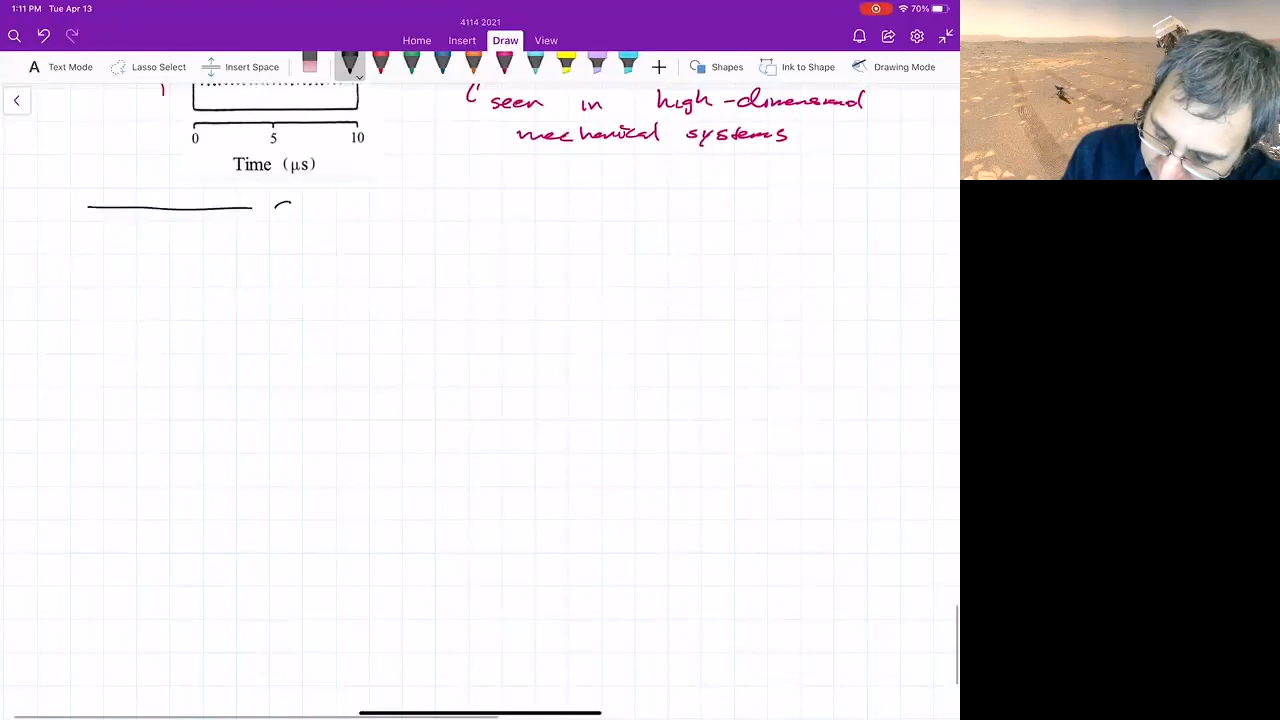 1:11 PM Tue Apr 13
70%
4114 2021
Home Insert Draw View
Text Mode Lasso Select Insert Space Shapes Ink to Shape Drawing Mode
seen in high-dimensional
mechanical systems
0 5 10
Time (μs)